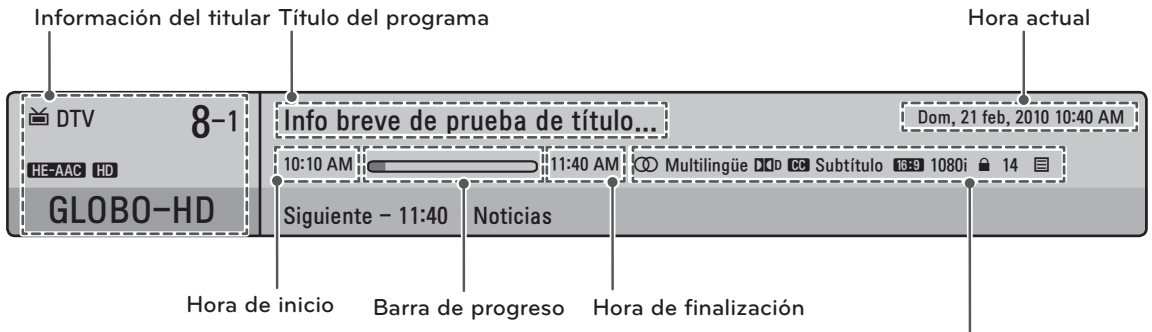 Información del titular Título del programa Hora actual
DTV 8-1 Info breve de prueba de título... Dom, 21 feb, 2010 10:40 AM
HE-AAC HD 10:10 AM 11:40 AM Multilingüe DD CC Subtítulo 16:9 1080i 14
GLOBO-HD Siguiente - 11:40 Noticias
Hora de inicio Barra de progreso Hora de finalización